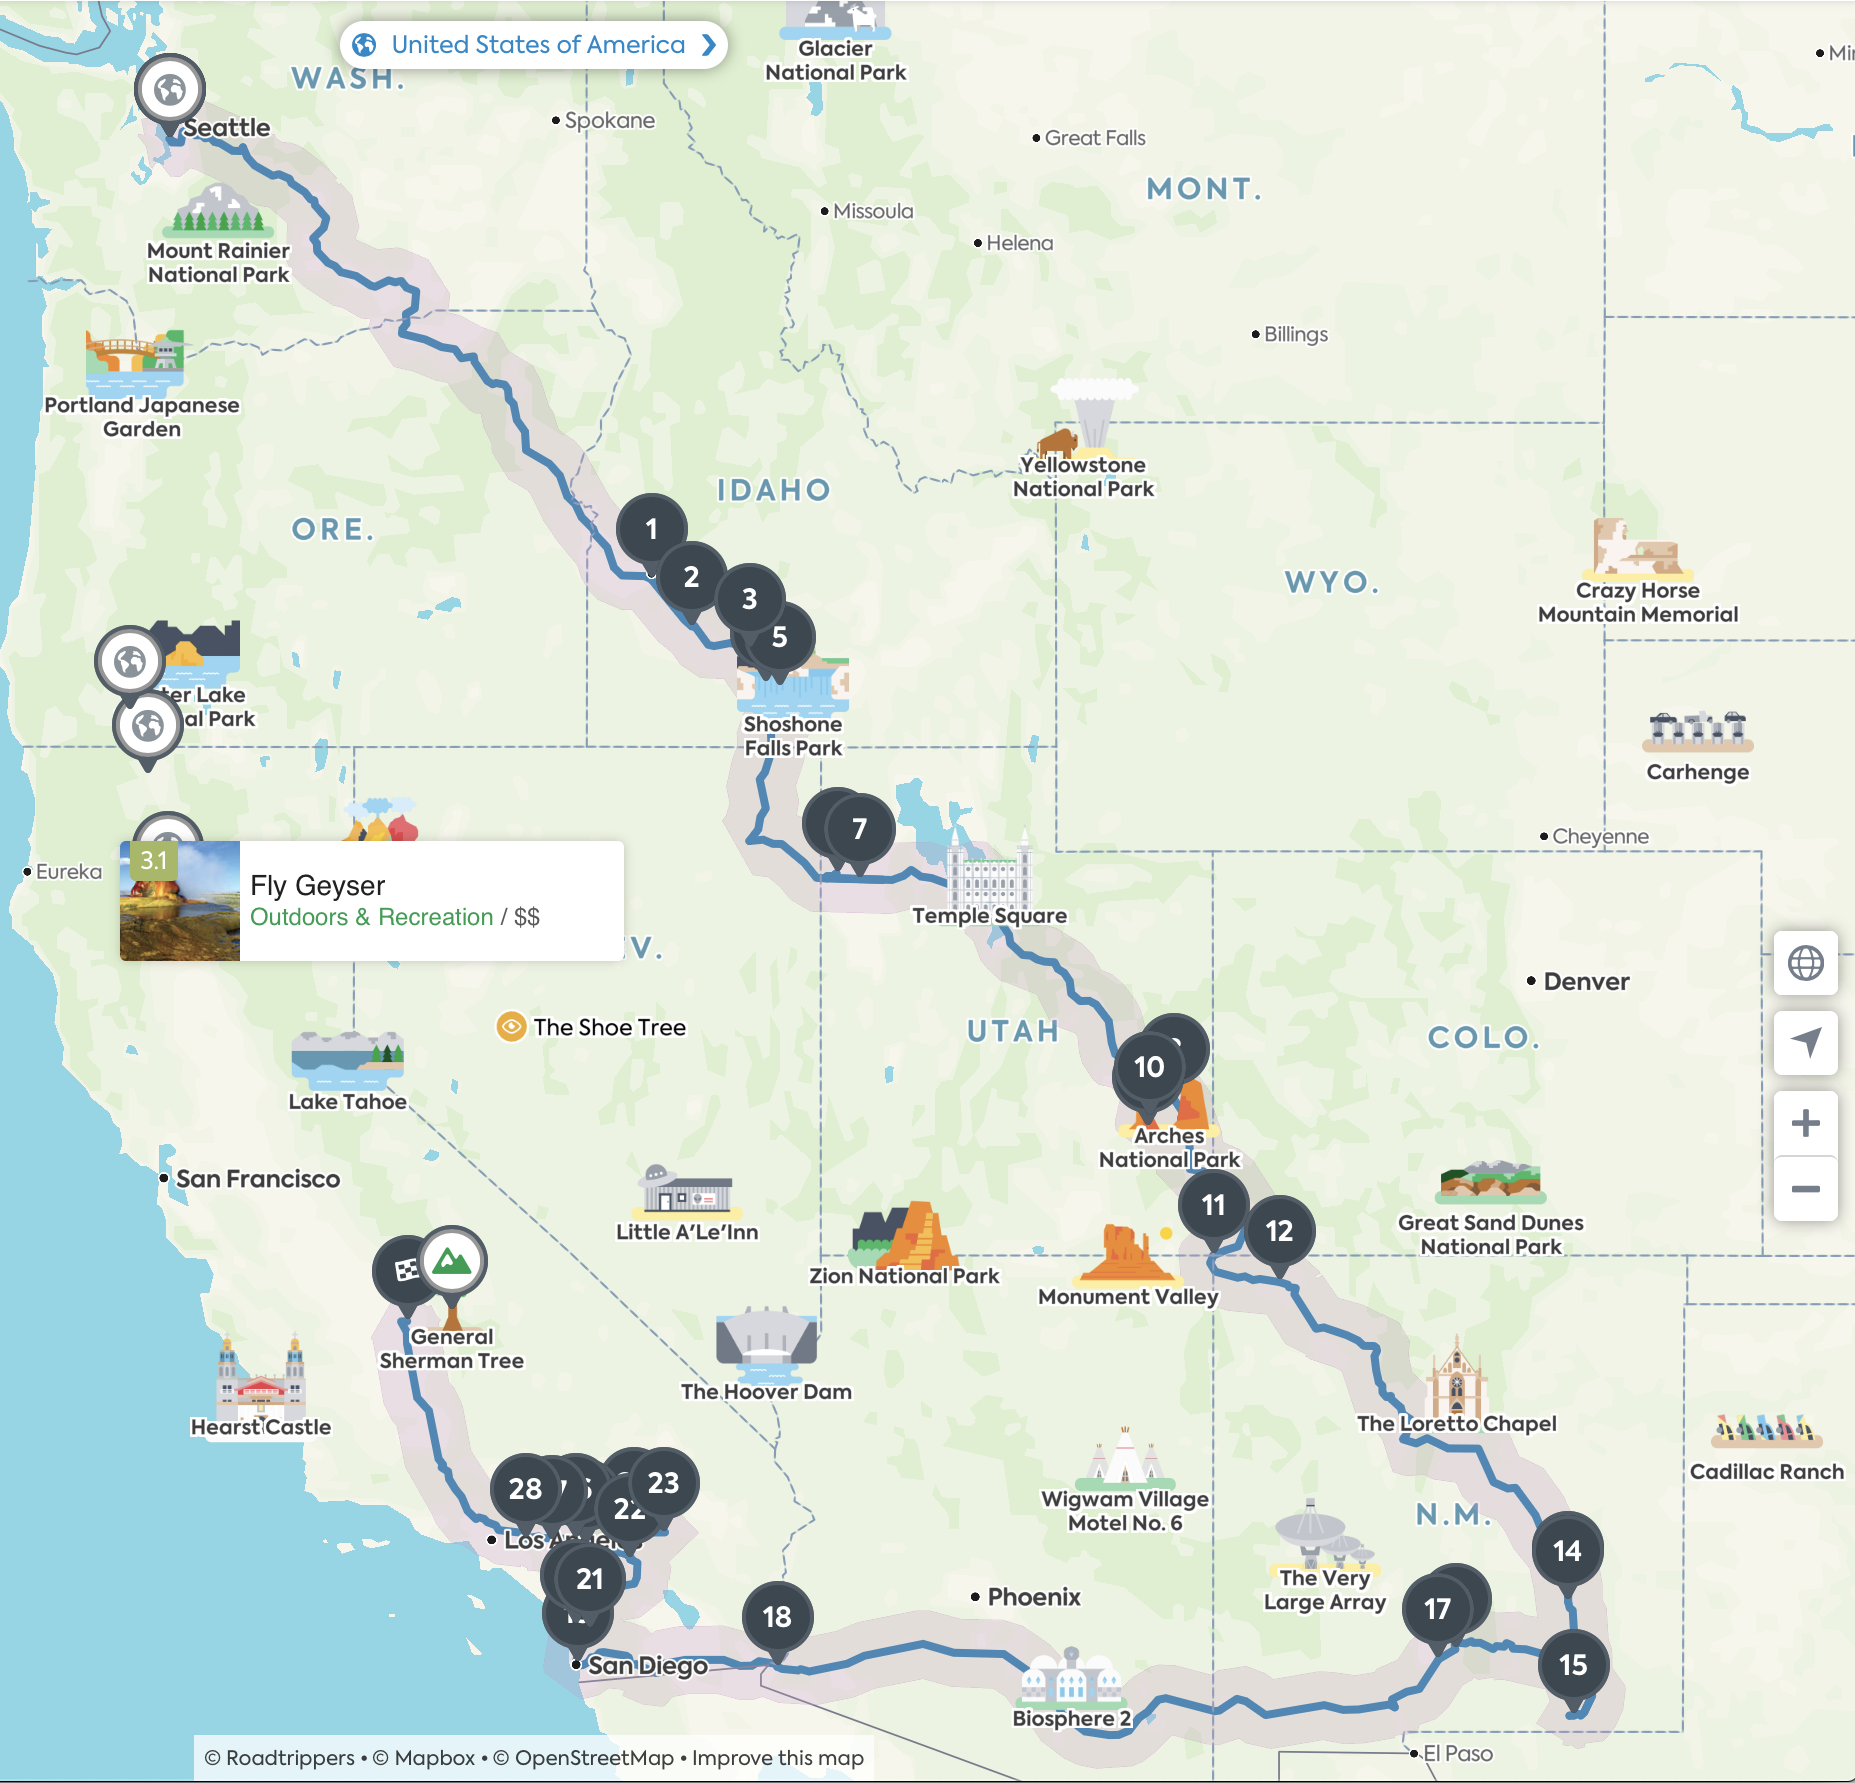 United States of America
Glacier
National Park
Min
WASH.
Seattle
Spokane
Great Falls
MONT.
Missoula
Helena
Mount Rainier
National Park
Billings
Portland Japanese
Garden
Yellowstone
National Park
IDAHO
ORE.
1
2
3
5
WYO.
Crazy Horse
Mountain Memorial
ter Lake
al Park
Shoshone
Falls Park
Carhenge
7
Cheyenne
Eureka
3.1
Fly Geyser
Outdoors & Recreation / $$
Temple Square
V.
Denver
The Shoe Tree
UTAH
COLO.
10
Lake Tahoe
Arches
National Park
San Francisco
11
12
Little A'Le'Inn
Great Sand Dunes
National Park
Zion National Park
Monument Valley
General
Sherman Tree
The Hoover Dam
Hearst Castle
The Loretto Chapel
Cadillac Ranch
28
23
22
Wigwam Village
Motel No. 6
N.M.
Los Angeles
14
21
The Very
Large Array
Phoenix
17
18
15
San Diego
Biosphere 2
El Paso
© Roadtrippers • © Mapbox • © OpenStreetMap • Improve this map